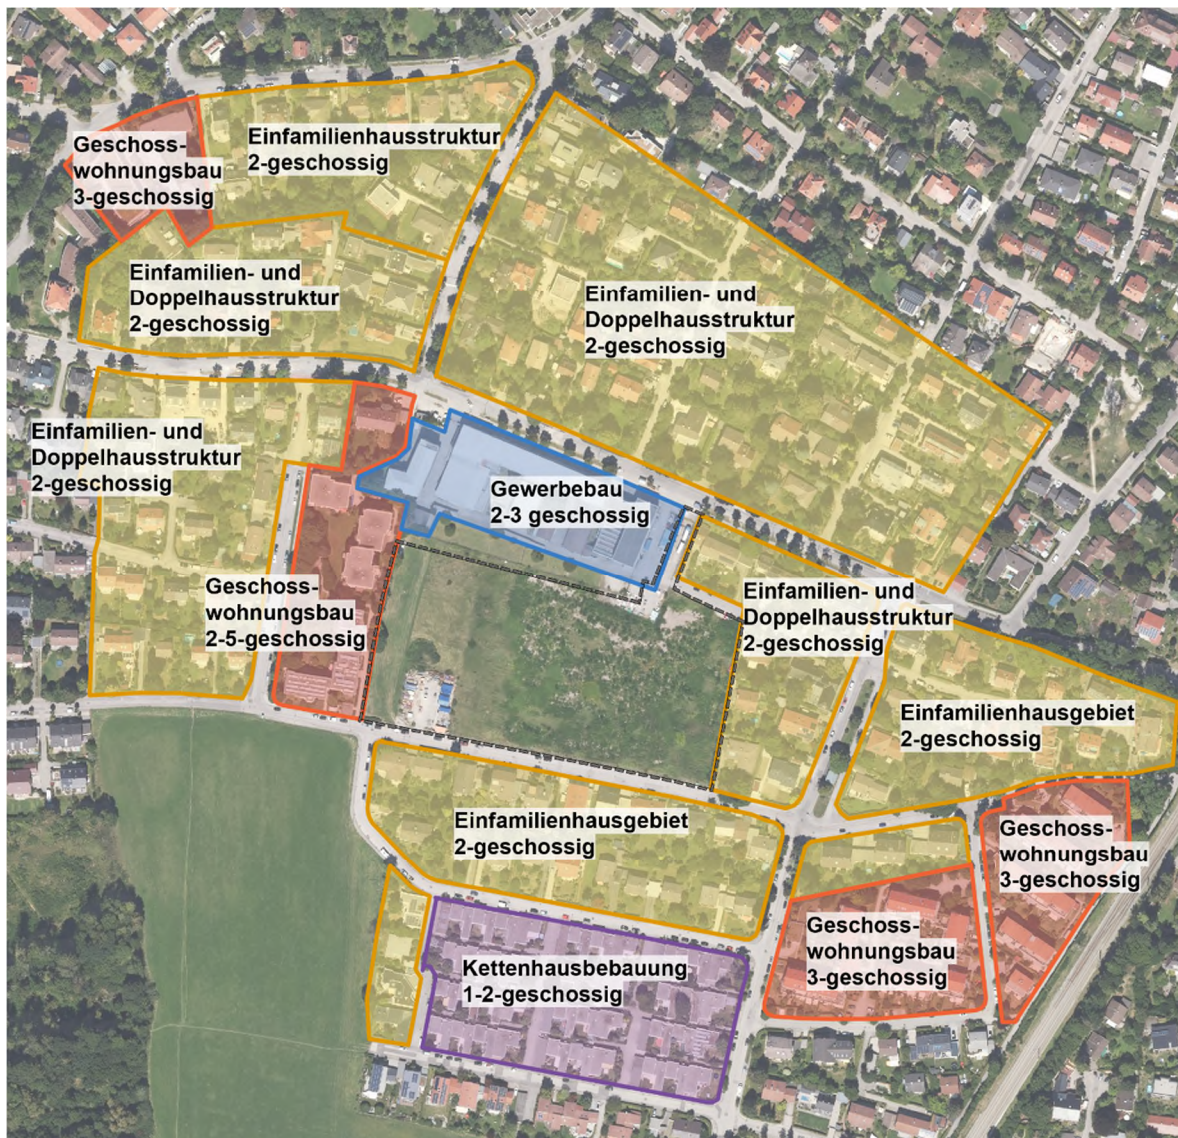 Einfamilienhausstruktur
2-geschossig
Geschoss-
wohnungsbau
3-geschossig
Einfamilien- und
Doppelhausstruktur
2-geschossig
Einfamilien- und
Doppelhausstruktur
2-geschossig
Einfamilien- und
Doppelhausstruktur
2-geschossig
Gewerbebau
2-3 geschossig
Geschoss-
wohnungsbau
2-5-geschossig
Einfamilien- und
Doppelhausstruktur
2-geschossig
Einfamilienhausgebiet
2-geschossig
Einfamilienhausgebiet
2-geschossig
Geschoss-
wohnungsbau
3-geschossig
Geschoss-
wohnungsbau
3-geschossig
Kettenhausbebauung
1-2-geschossig